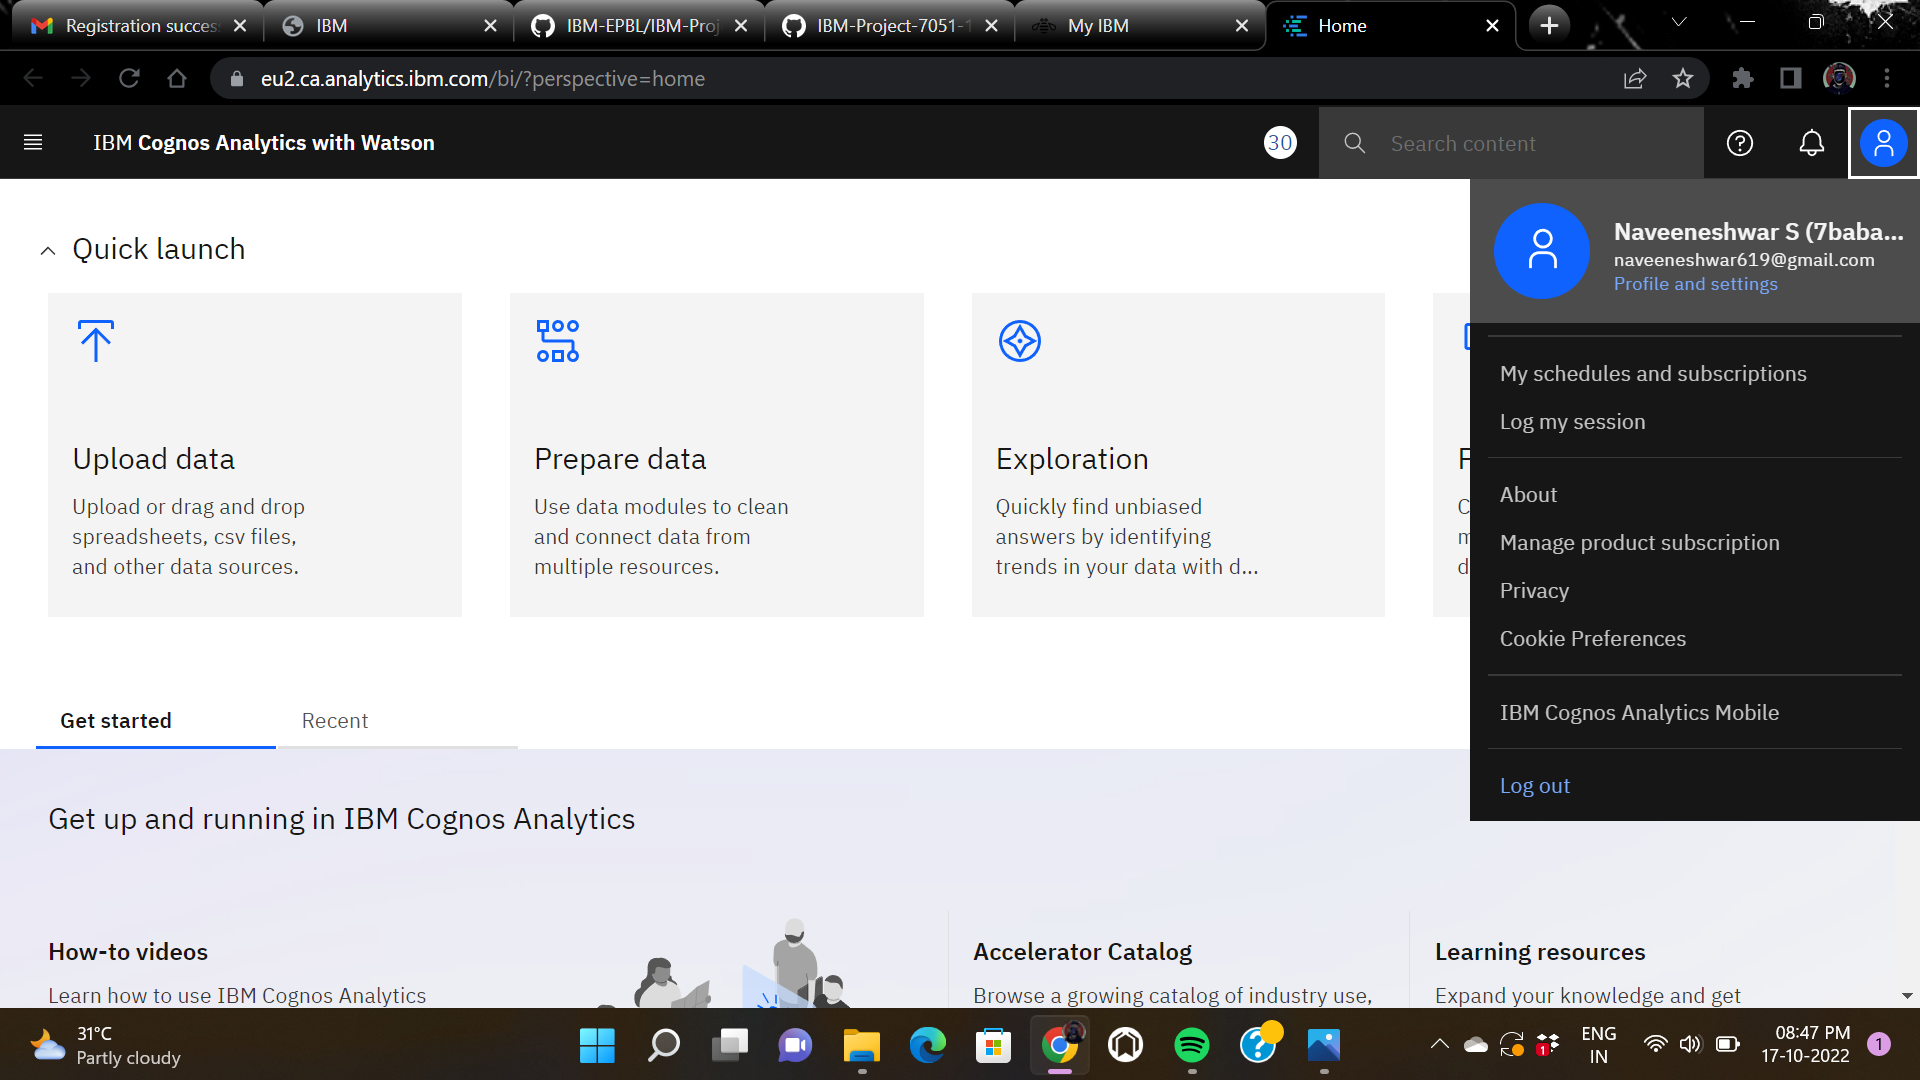 Registration succes
IBM
IBM-EPBL/IBM-Proj
IBM-Project-7051-1
My IBM
Home
eu2.ca.analytics.ibm.com/bi/?perspective=home
IBM Cognos Analytics with Watson
30
Search content
Naveeneshwar S (7baba...
naveeneshwar619@gmail.com
Profile and settings
My schedules and subscriptions
Log my session
About
Manage product subscription
Privacy
Cookie Preferences
IBM Cognos Analytics Mobile
Log out
Quick launch
Upload data
Upload or drag and drop
spreadsheets, csv files,
and other data sources.
Prepare data
Use data modules to clean
and connect data from
multiple resources.
Exploration
Quickly find unbiased
answers by identifying
trends in your data with d...
Get started
Recent
Get up and running in IBM Cognos Analytics
How-to videos
Learn how to use IBM Cognos Analytics
Accelerator Catalog
Browse a growing catalog of industry use,
Learning resources
Expand your knowledge and get
31°C
Partly cloudy
1
ENG
IN
08:47 PM
17-10-2022
1